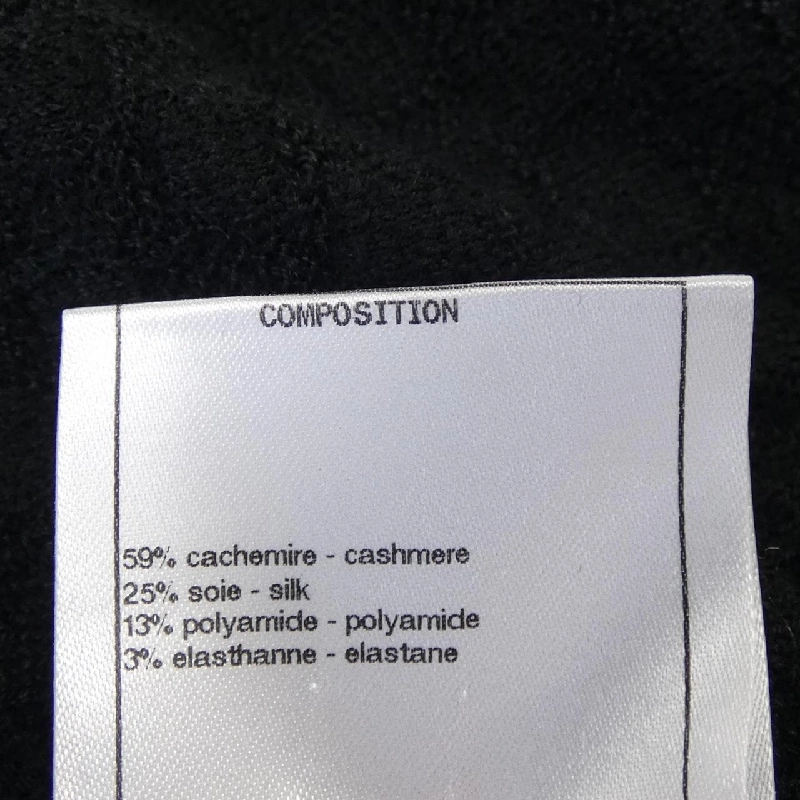 COMPOSITION
59% cachemire - cashmere
25% soie - silk
13% polyamide - polyamide
3% elasthanne - elastane